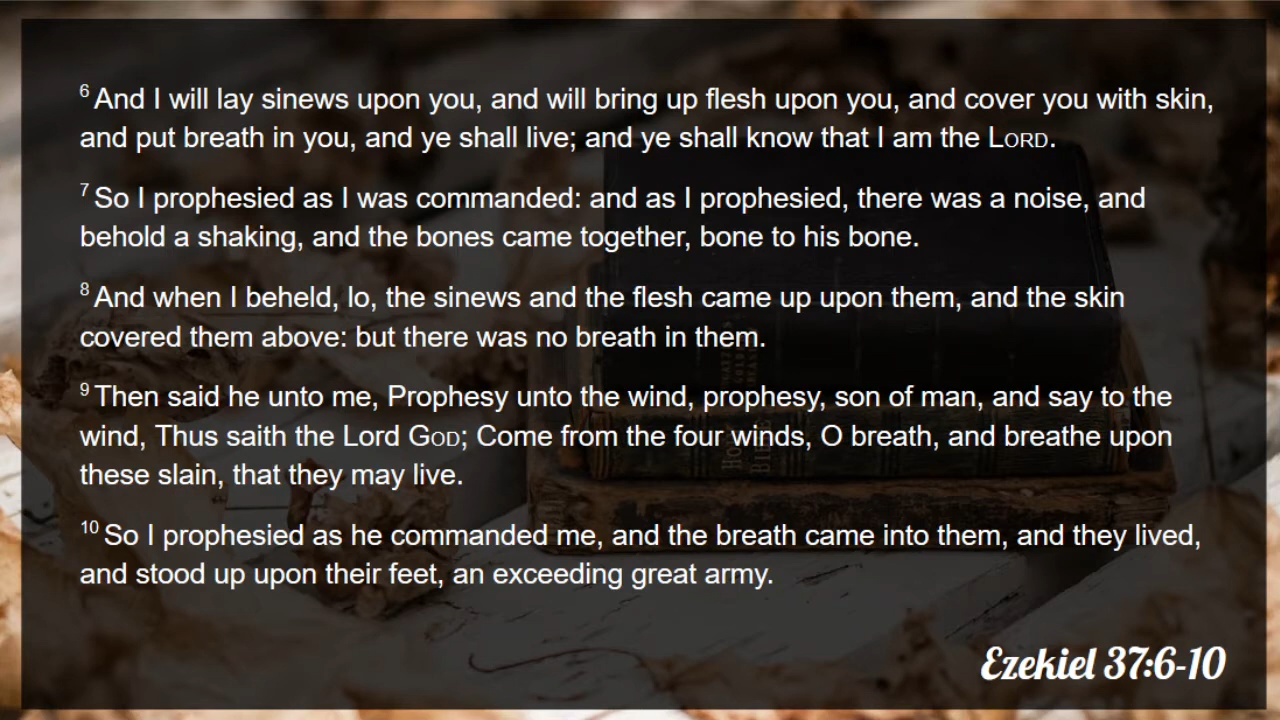 6 And I will lay sinews upon you, and will bring up flesh upon you, and cover you with skin,
and put breath in you, and ye shall live; and ye shall know that I am the LORD.
7 So I prophesied as I was commanded: and as I prophesied, there was a noise, and
behold a shaking, and the bones came together, bone to his bone.
8 And when I beheld, lo, the sinews and the flesh came up upon them, and the skin
covered them above: but there was no breath in them.
9 Then said he unto me, Prophesy unto the wind, prophesy, son of man, and say to the
wind, Thus saith the Lord GOD; Come from the four winds, O breath, and breathe upon
these slain, that they may live.
10 So I prophesied as he commanded me, and the breath came into them, and they lived,
and stood up upon their feet, an exceeding great army.
Ezekiel 37:6-10
HOLY
BIBLE